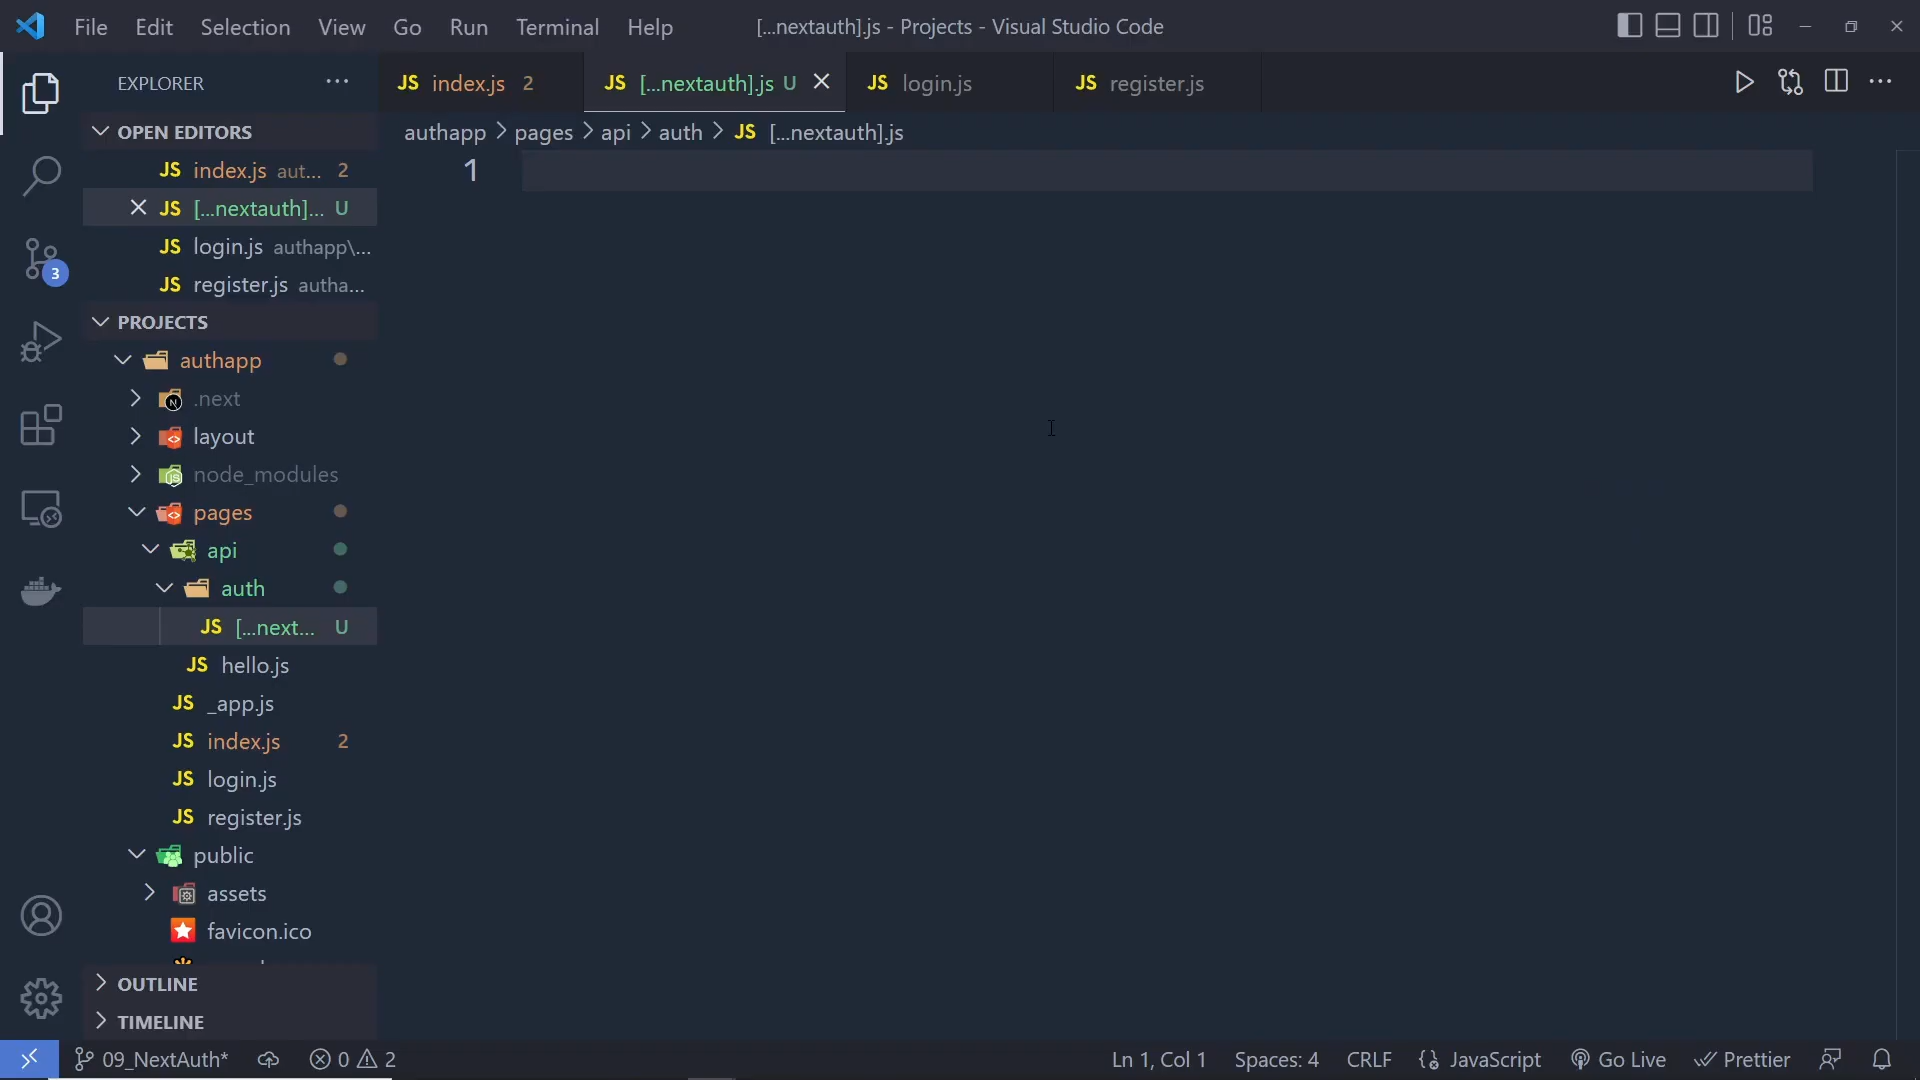 File Edit Selection View Go Run Terminal Help
[...nextauth].js - Projects - Visual Studio Code
EXPLORER
JS index.js 2
JS [...nextauth].js U
JS login.js
JS register.js
OPEN EDITORS
authapp > pages > api > auth > JS [...nextauth].js
1
JS index.js aut... 2
JS [...nextauth]... U
JS login.js authapp\...
JS register.js autha...
3
PROJECTS
authapp
.next
layout
node_modules
pages
api
auth
JS [...next... U
JS hello.js
JS _app.js
JS index.js 2
JS login.js
JS register.js
public
assets
favicon.ico
OUTLINE
TIMELINE
09_NextAuth* 0 2
Ln 1, Col 1 Spaces: 4 CRLF JavaScript Go Live Prettier